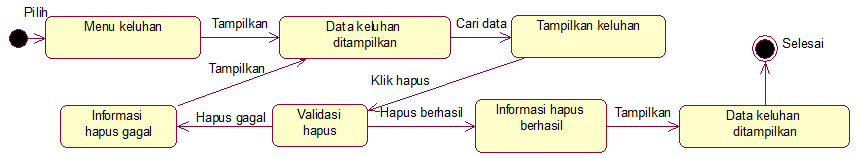 Pilih
Menu keluhan
Tampilkan
Data keluhan
ditampilkan
Cari data
Tampilkan keluhan
Selesai
Tampilkan
Klik hapus
Informasi
hapus gagal
Hapus gagal
Validasi
hapus
Hapus berhasil
Informasi hapus
berhasil
Tampilkan
Data keluhan
ditampilkan